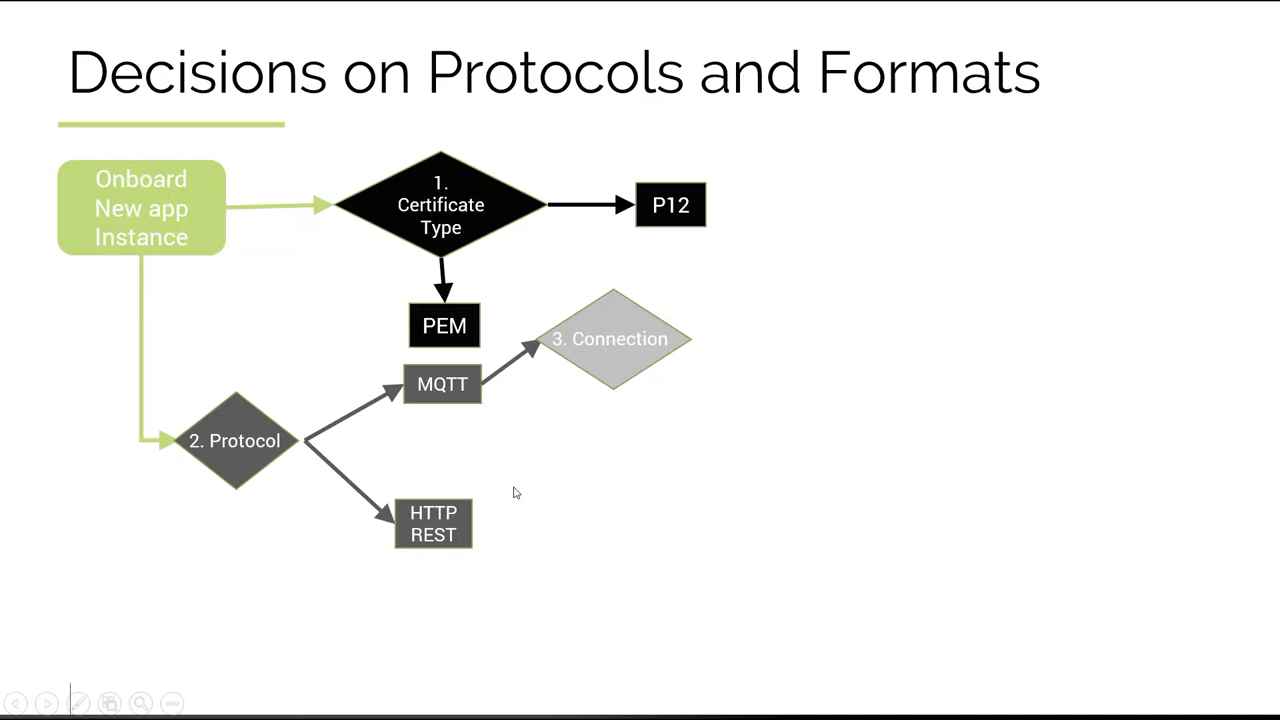 Decisions on Protocols and Formats
Onboard
New app
Instance
1.
Certificate
Type
P12
PEM
3. Connection
MQTT
2. Protocol
HTTP
REST